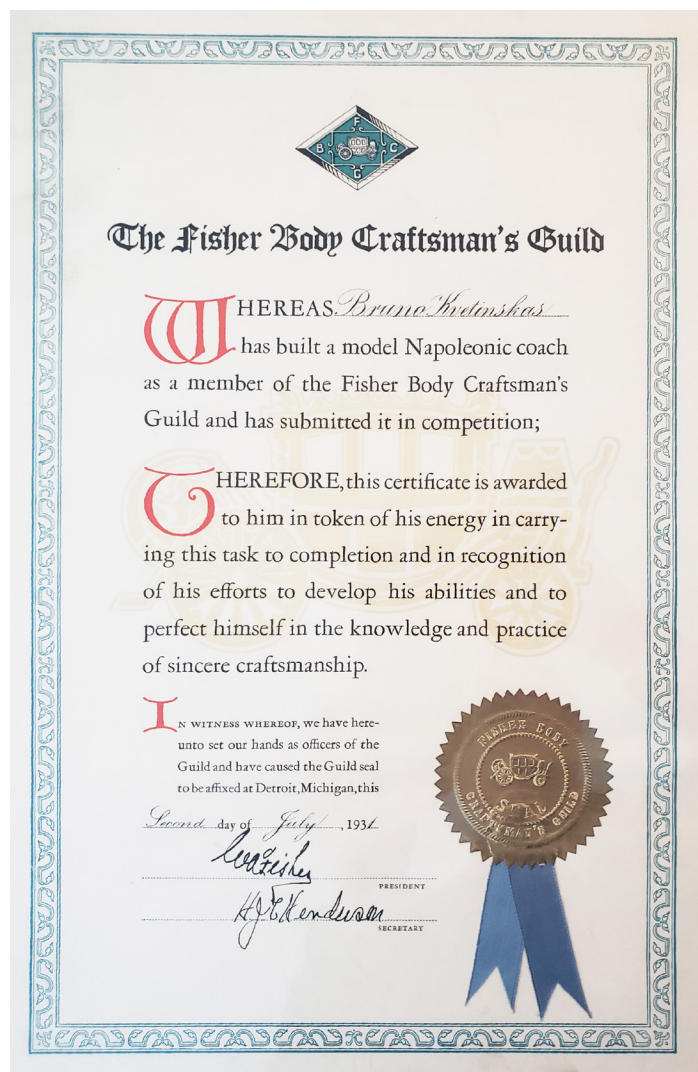 F
B C
G
The Fisher Body Craftsman's Guild
WHEREAS Bruno Kvetinskas
has built a model Napoleonic coach
as a member of the Fisher Body Craftsman's
Guild and has submitted it in competition;
THEREFORE, this certificate is awarded
to him in token of his energy in carry-
ing this task to completion and in recognition
of his efforts to develop his abilities and to
perfect himself in the knowledge and practice
of sincere craftsmanship.
IN WITNESS WHEREOF, we have here-
unto set our hands as officers of the
Guild and have caused the Guild seal
to be affixed at Detroit, Michigan, this
Second day of July, 1931
Fisher
PRESIDENT
Henderson
SECRETARY
FISHER BODY
SEAL
CRAFTSMAN'S GUILD